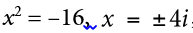 x² = −16, x = ±4i;